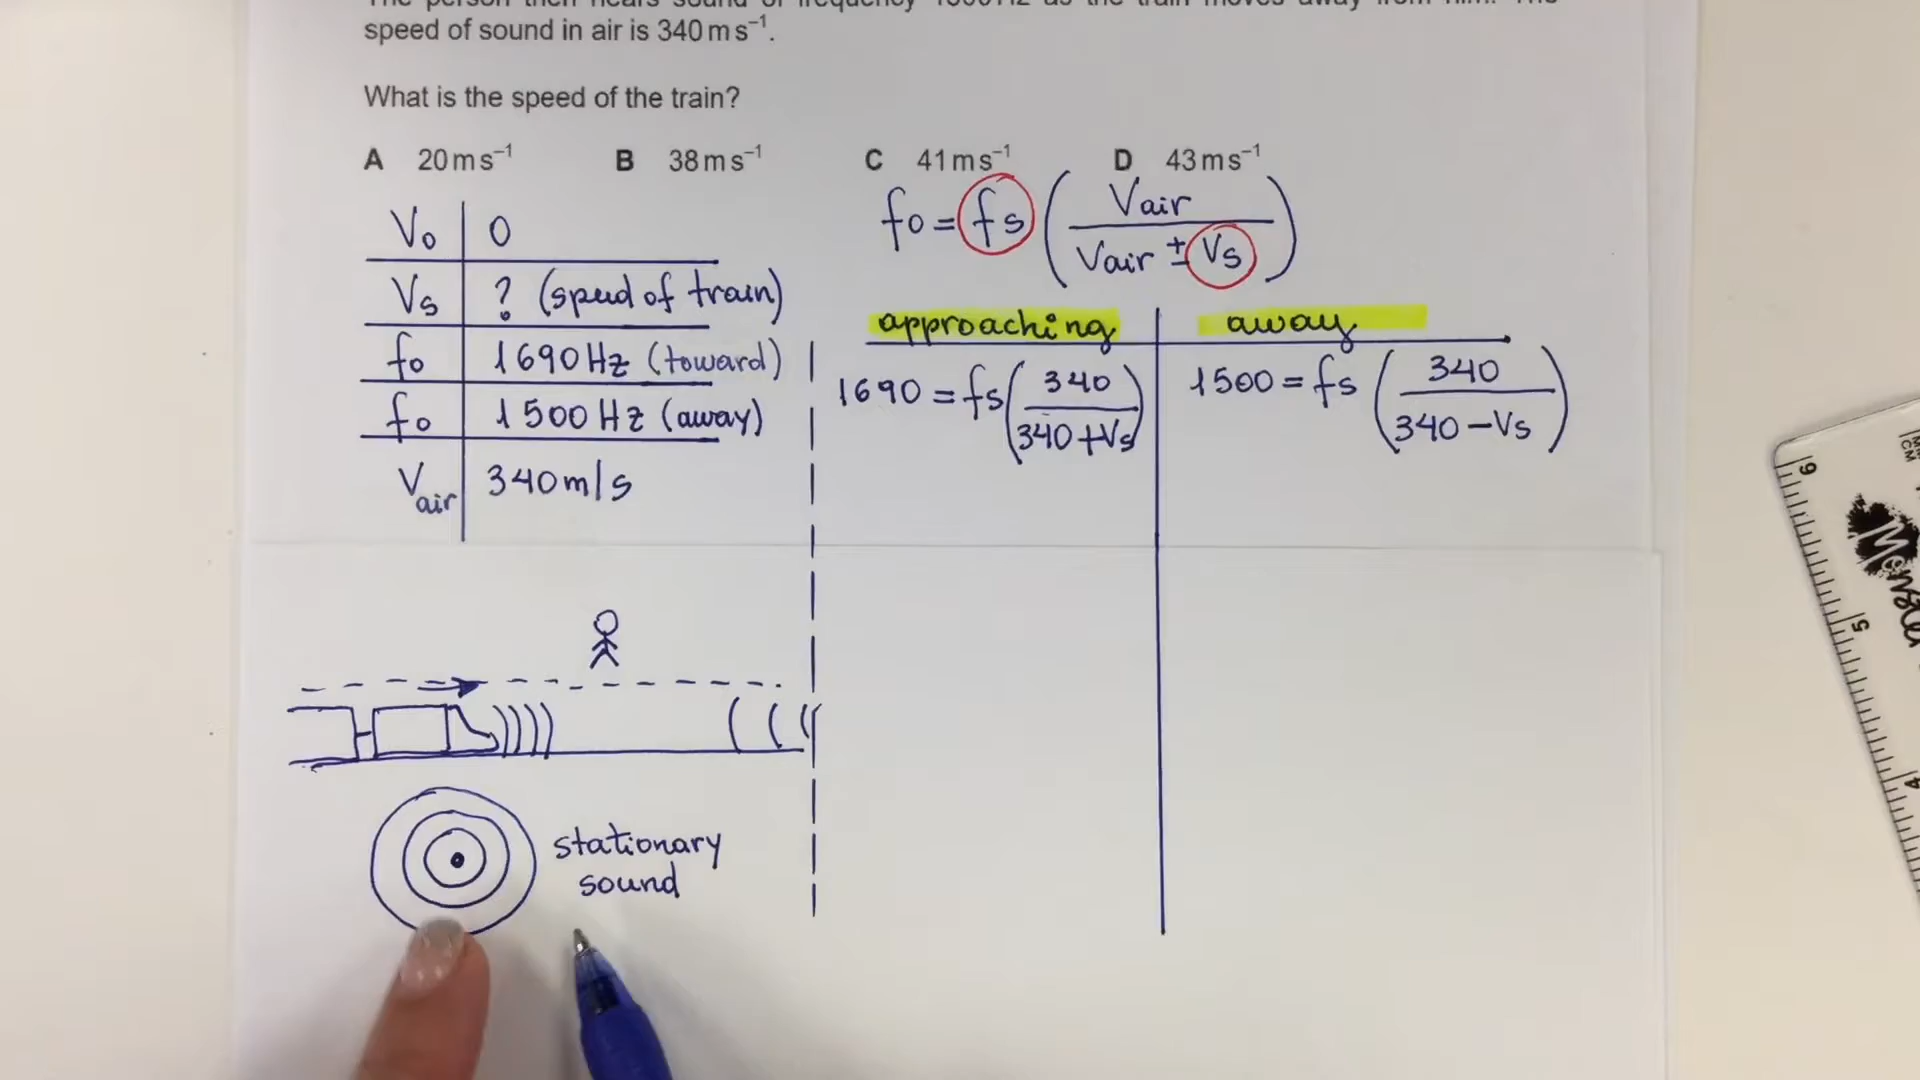 speed of sound in air is 340 m s⁻¹.
What is the speed of the train?
A 20 m s⁻¹ B 38 m s⁻¹ C 41 m s⁻¹ D 43 m s⁻¹
Vo 0
Vs ? (speed of train)
fo 1690 Hz (toward)
fo 1500 Hz (away)
Vair 340 m/s
fo = fs (Vair / (Vair ± Vs))
approaching away
1690 = fs (340 / (340 + Vs)) 1500 = fs (340 / (340 - Vs))
stationary
sound
6
5
4